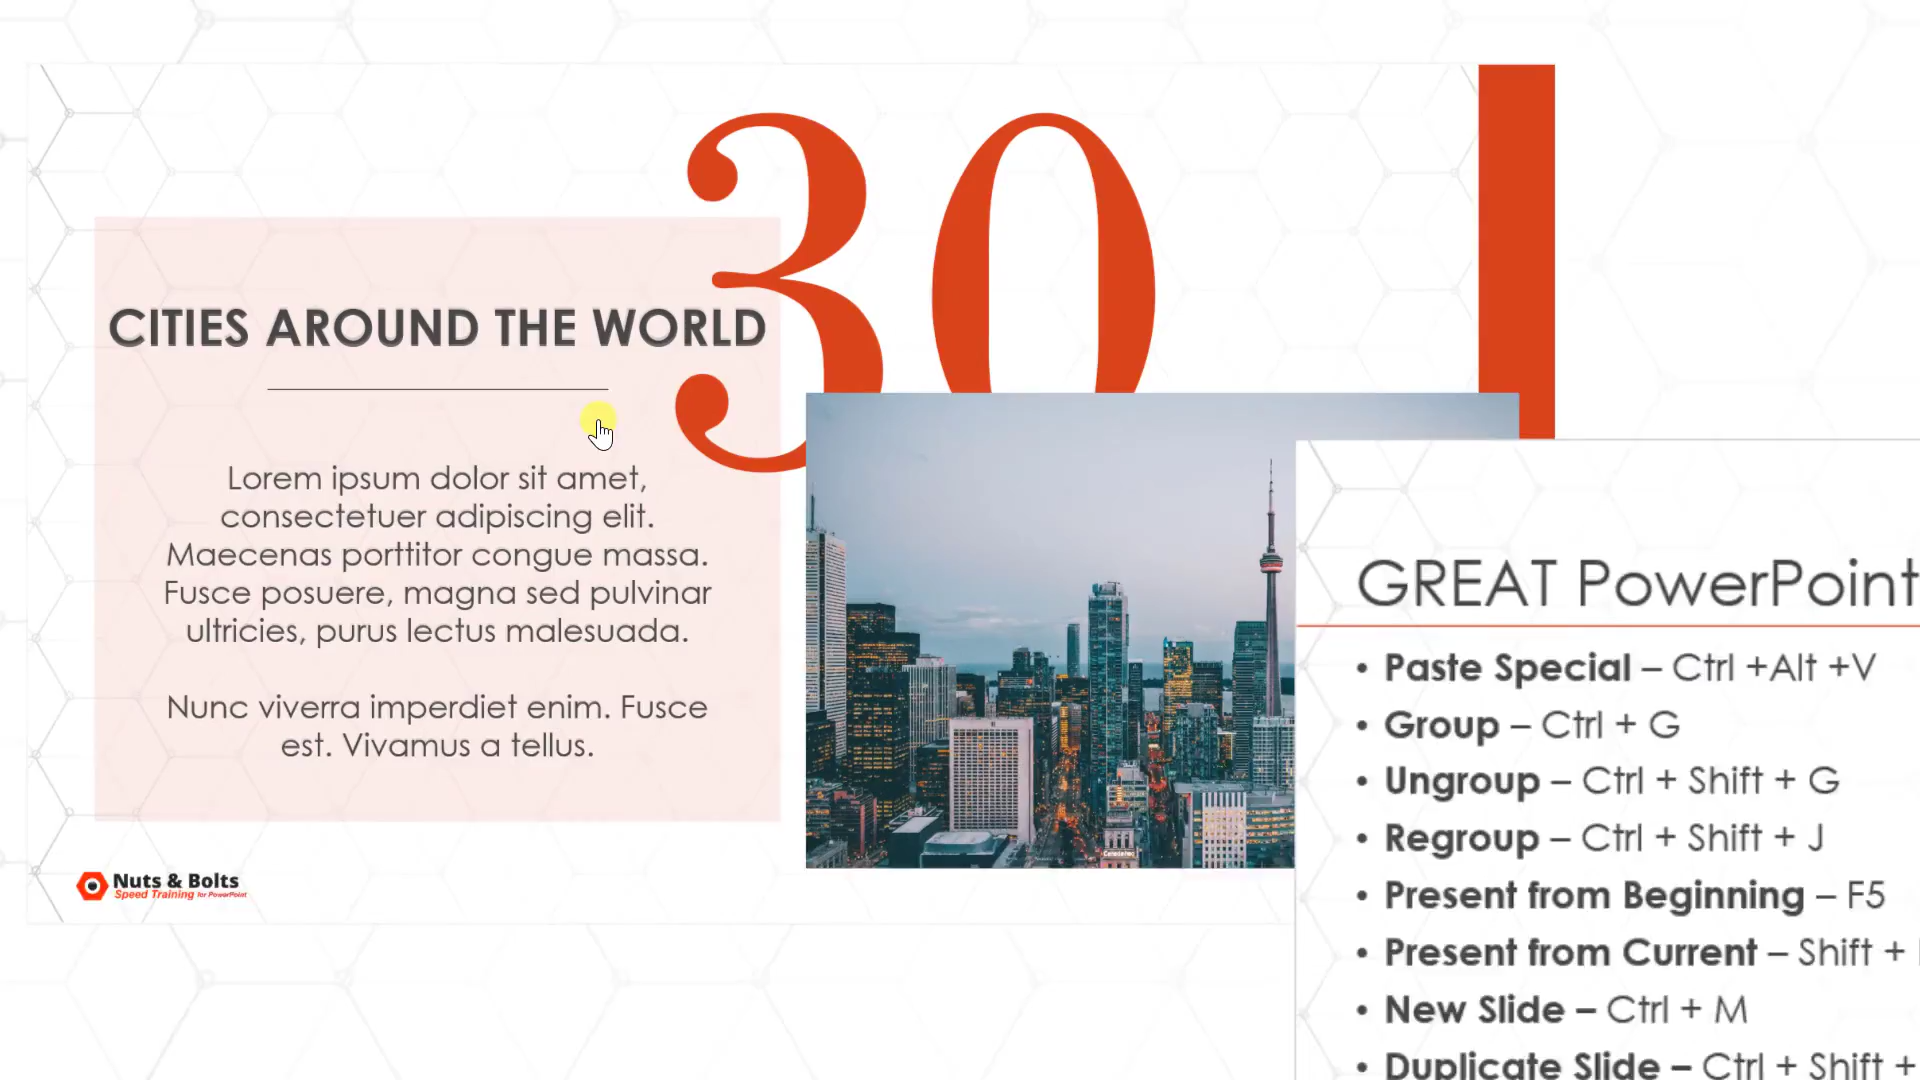 30
CITIES AROUND THE WORLD
Lorem ipsum dolor sit amet,
consectetuer adipiscing elit.
Maecenas porttitor congue massa.
Fusce posuere, magna sed pulvinar
ultricies, purus lectus malesuada.
Nunc viverra imperdiet enim. Fusce
est. Vivamus a tellus.
Nuts & Bolts
Speed Training for PowerPoint
GREAT PowerPoint
• Paste Special – Ctrl +Alt +V
• Group – Ctrl + G
• Ungroup – Ctrl + Shift + G
• Regroup – Ctrl + Shift + J
• Present from Beginning – F5
• Present from Current – Shift +
• New Slide – Ctrl + M
• Duplicate Slide – Ctrl + Shift +